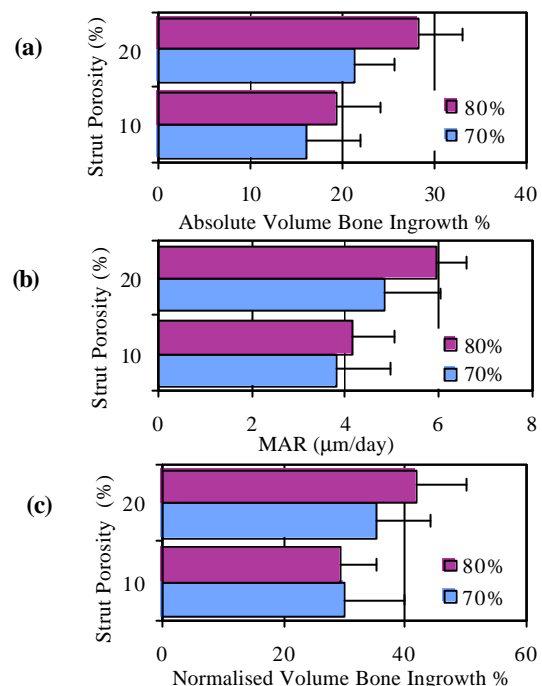 (a)
Strut Porosity (%)
20
10
80%
70%
0 10 20 30 40
Absolute Volume Bone Ingrowth %
(b)
Strut Porosity (%)
20
10
80%
70%
0 2 4 6 8
MAR (μm/day)
(c)
Strut Porosity (%)
20
10
80%
70%
0 20 40 60
Normalised Volume Bone Ingrowth %